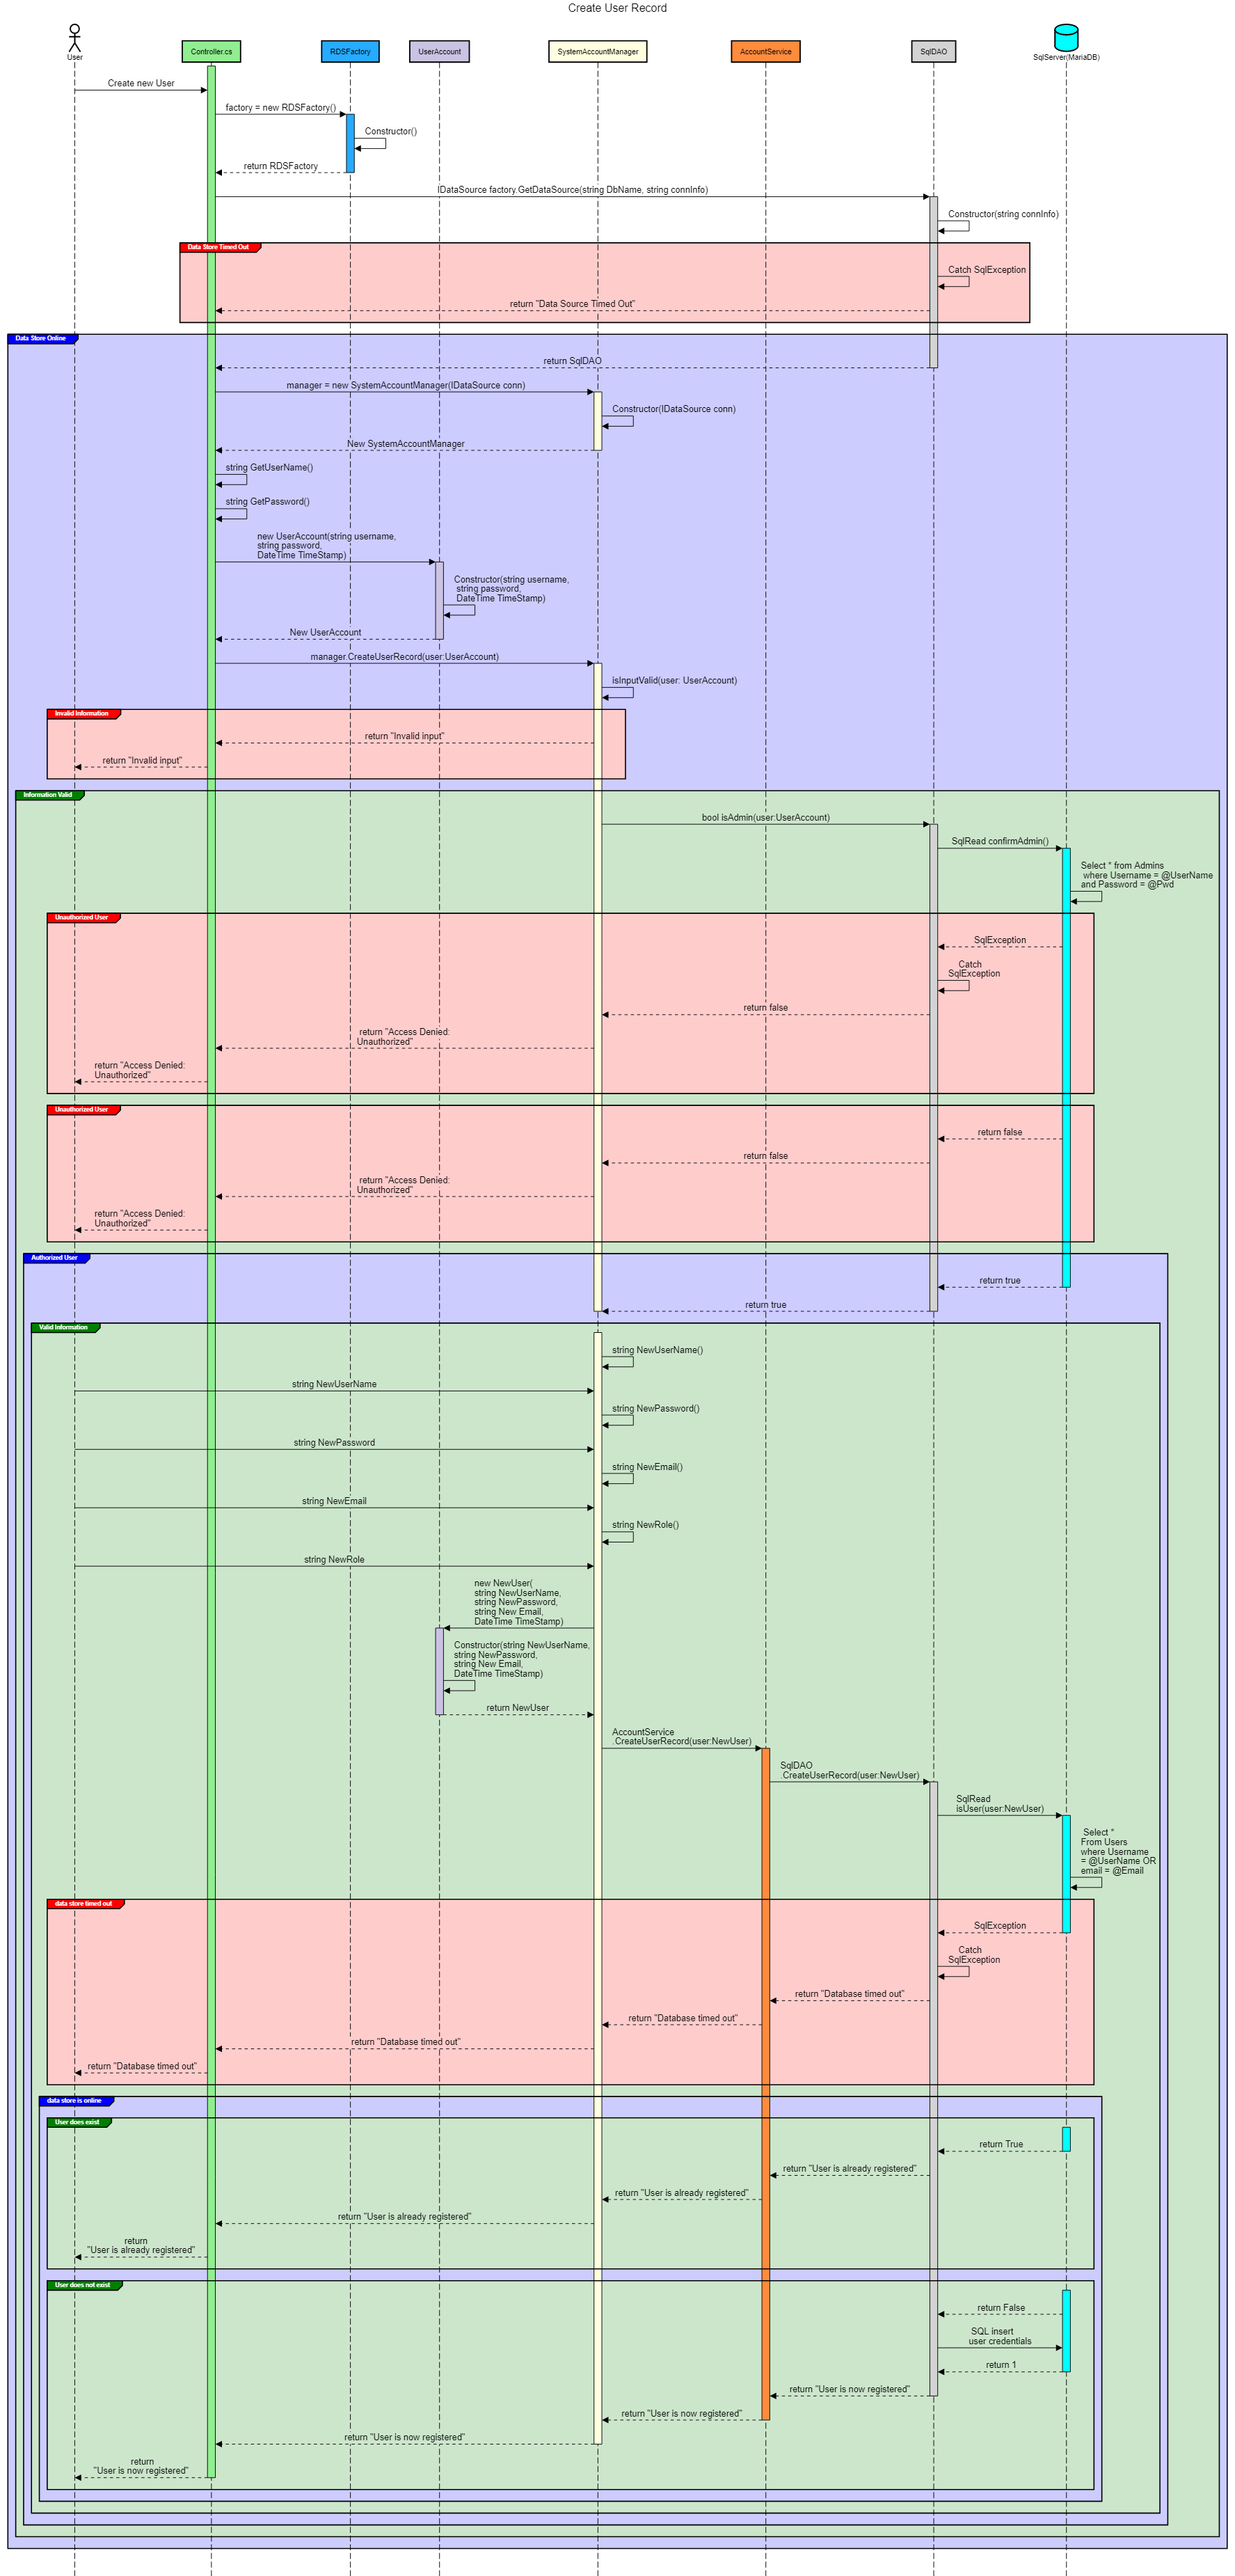 Create User Record
User
Controller.cs
RDSFactory
UserAccount
SystemAccountManager
AccountService
SqlDAO
SqlServer(MariaDB)
Create new User
factory = new RDSFactory()
Constructor()
return RDSFactory
IDataSource factory.GetDataSource(string DbName, string connInfo)
Constructor(string connInfo)
Data Store Timed Out
Catch SqlException
return "Data Source Timed Out"
Data Store Online
return SqlDAO
manager = new SystemAccountManager(IDataSource conn)
Constructor(IDataSource conn)
New SystemAccountManager
string GetUserName()
string GetPassword()
new UserAccount(string username,
string password,
DateTime TimeStamp)
Constructor(string username,
string password,
DateTime TimeStamp)
New UserAccount
manager.CreateUserRecord(user:UserAccount)
isInputValid(user: UserAccount)
Invalid Information
return "Invalid input"
return "Invalid input"
Information Valid
bool isAdmin(user:UserAccount)
SqlRead confirmAdmin()
Select * from Admins
where Username = @UserName
and Password = @Pwd
Unauthorized User
SqlException
Catch
SqlException
return false
return "Access Denied:
Unauthorized"
return "Access Denied:
Unauthorized"
Unauthorized User
return false
return false
return "Access Denied:
Unauthorized"
return "Access Denied:
Unauthorized"
Authorized User
return true
return true
Valid Information
string NewUserName()
string NewUserName
string NewPassword()
string NewPassword
string NewEmail()
string NewEmail
string NewRole()
string NewRole
new NewUser(
string NewUserName,
string NewPassword,
string New Email,
DateTime TimeStamp)
Constructor(string NewUserName,
string NewPassword,
string New Email,
DateTime TimeStamp)
return NewUser
AccountService
.CreateUserRecord(user:NewUser)
SqlDAO
.CreateUserRecord(user:NewUser)
SqlRead
isUser(user:NewUser)
Select *
From Users
where Username
= @UserName OR
email = @Email
data store timed out
SqlException
Catch
SqlException
return "Database timed out"
return "Database timed out"
return "Database timed out"
return "Database timed out"
data store is online
User does exist
return True
return "User is already registered"
return "User is already registered"
return "User is already registered"
return
"User is already registered"
User does not exist
return False
SQL insert
user credentials
return 1
return "User is now registered"
return "User is now registered"
return "User is now registered"
return
"User is now registered"